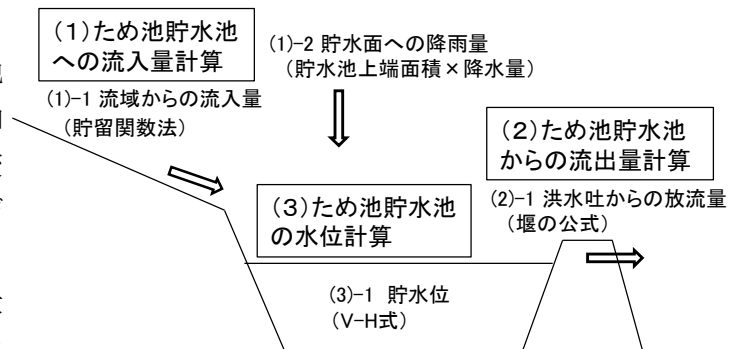 (1)ため池貯水池
への流入量計算
(1)-1 流域からの流入量
(貯留関数法)
(1)-2 貯水面への降雨量
(貯水池上端面積×降水量)
(2)ため池貯水池
からの流出量計算
(2)-1 洪水吐からの放流量
(堰の公式)
(3)ため池貯水池
の水位計算
(3)-1 貯水位
(V-H式)